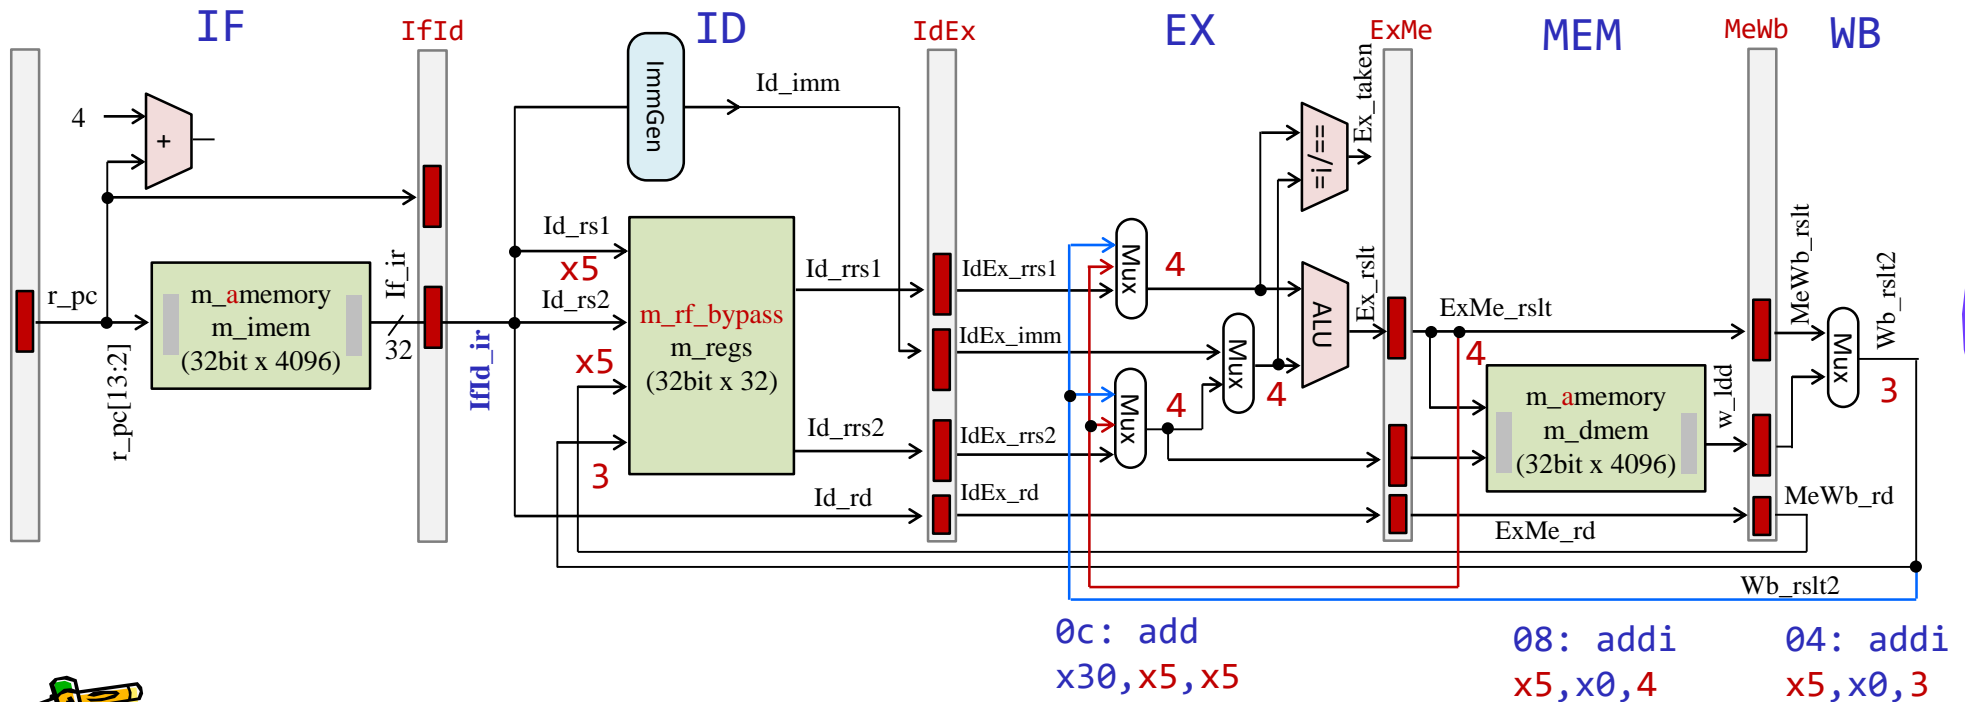 IF
IfId
ID
IdEx
EX
ExMe
MEM
MeWb
WB
4
+
ImmGen
Id_imm
==/!=
Ex_taken
r_pc
r_pc[13:2]
m_amemory
m_imem
(32bit x 4096)
If_ir
32
IfId_ir
Id_rs1
x5
Id_rs2
x5
3
m_rf_bypass
m_regs
(32bit x 32)
Id_rrs1
Id_rrs2
Id_rd
IdEx_rrs1
IdEx_imm
IdEx_rrs2
IdEx_rd
Mux
4
Mux
4
Mux
4
ALU
Ex_rslt
ExMe_rslt
4
m_amemory
m_dmem
(32bit x 4096)
w_ldd
ExMe_rd
MeWb_rslt
MeWb_rd
Mux
Wb_rslt2
3
Wb_rslt2
0c: add
x30,x5,x5
08: addi
x5,x0,4
04: addi
x5,x0,3